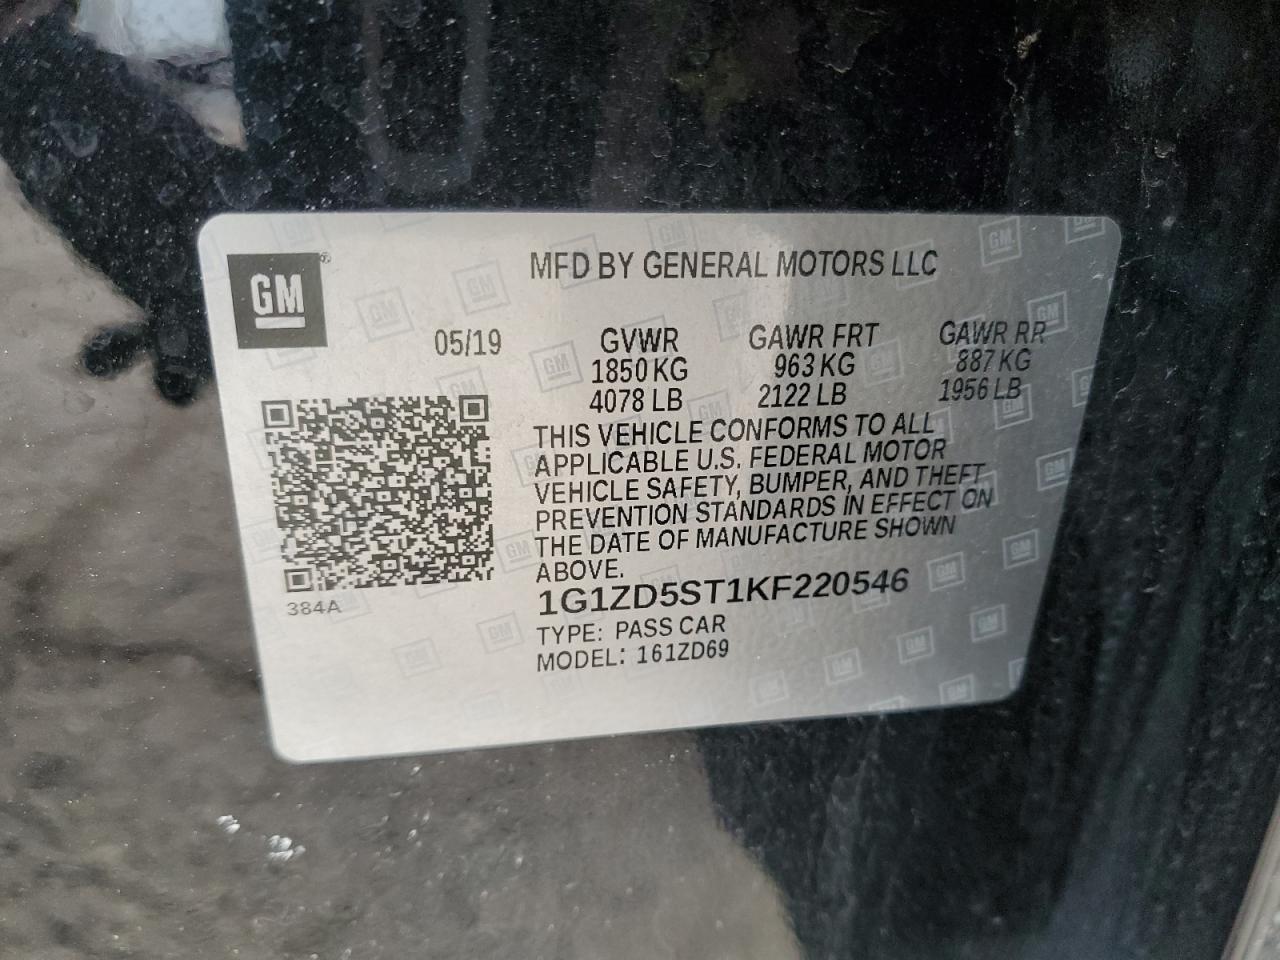 GM
MFD BY GENERAL MOTORS LLC
05/19 GVWR GAWR FRT GAWR RR
1850 KG 963 KG 887 KG
4078 LB 2122 LB 1956 LB
THIS VEHICLE CONFORMS TO ALL
APPLICABLE U.S. FEDERAL MOTOR
VEHICLE SAFETY, BUMPER, AND THEFT
PREVENTION STANDARDS IN EFFECT ON
THE DATE OF MANUFACTURE SHOWN
ABOVE.
384A
1G1ZD5ST1KF220546
TYPE: PASS CAR
MODEL: 161ZD69